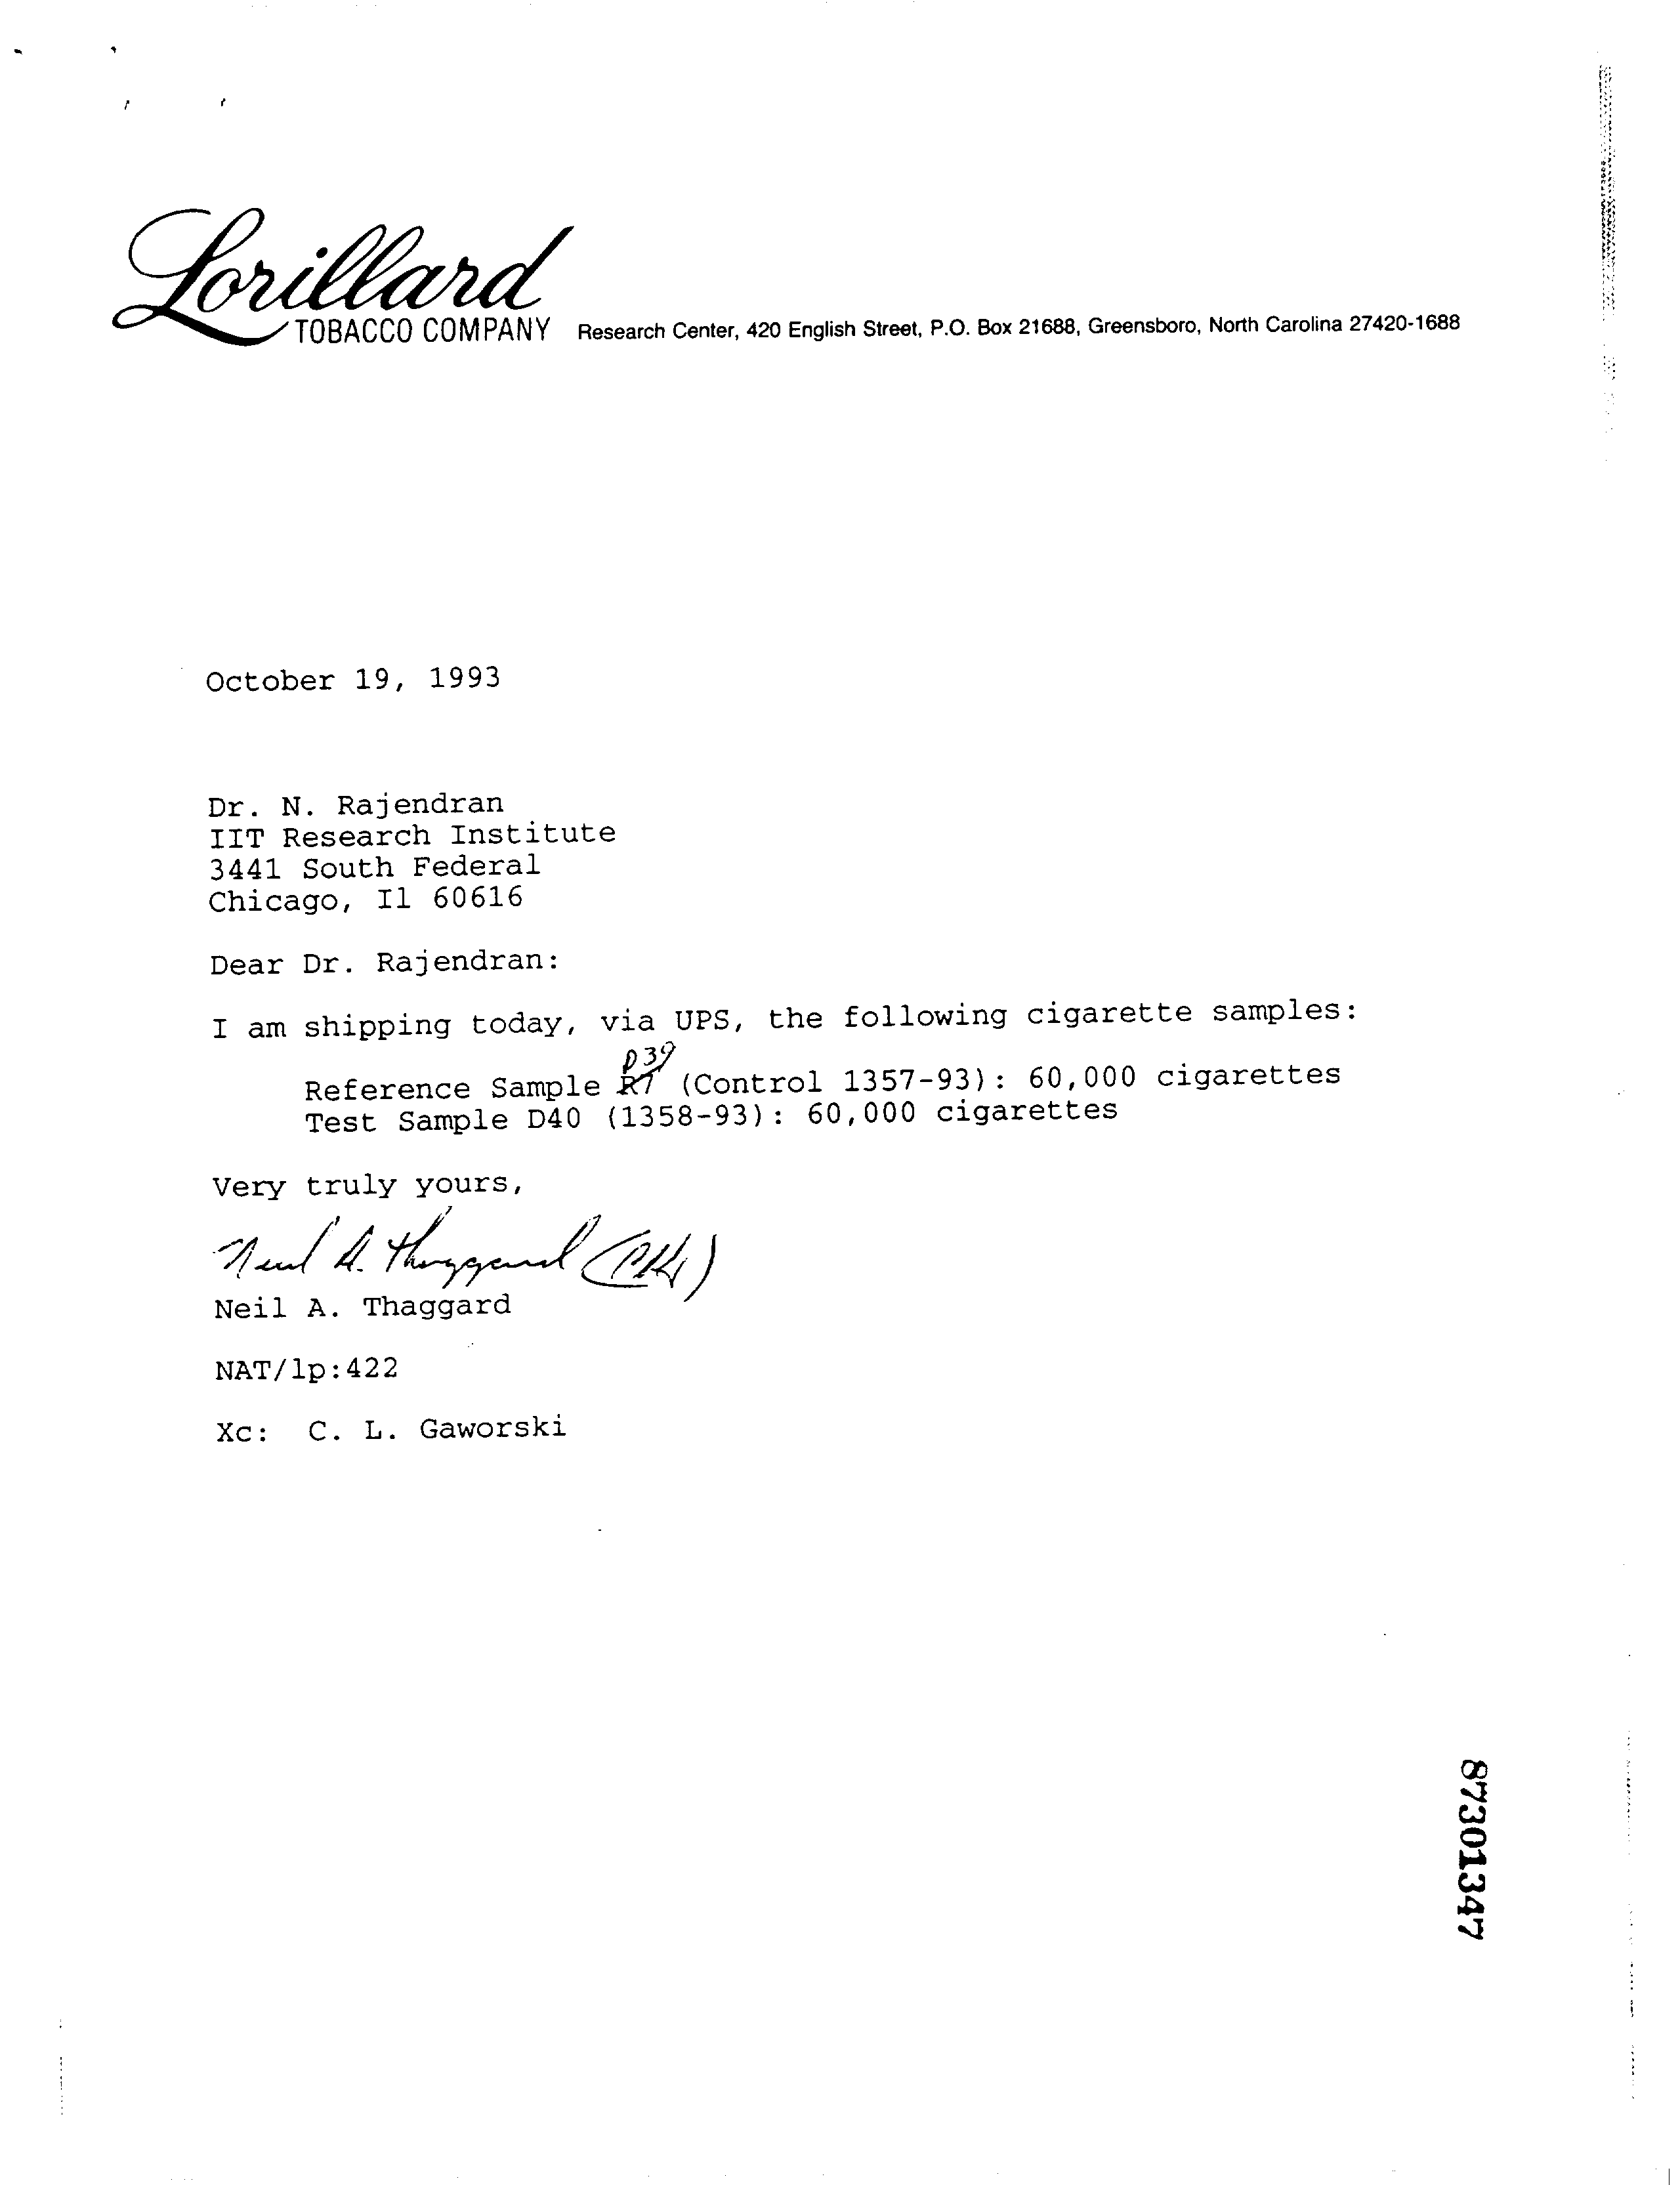 Lorillard
TOBACCO COMPANY Research Center, 420 English Street, P.O. Box 21688, Greensboro, North Carolina 27420-1688
October 19, 1993
Dr. N. Rajendran
IIT Research Institute
3441 South Federal
Chicago, Il 60616
Dear Dr. Rajendran:
I am shipping today, via UPS, the following cigarette samples:
D39
Reference Sample R7 (Control 1357-93): 60,000 cigarettes
Test Sample D40 (1358-93): 60,000 cigarettes
Very truly yours,
Neil A. Thaggard
Neil A. Thaggard
NAT/lp:422
Xc: C. L. Gaworski
87301347